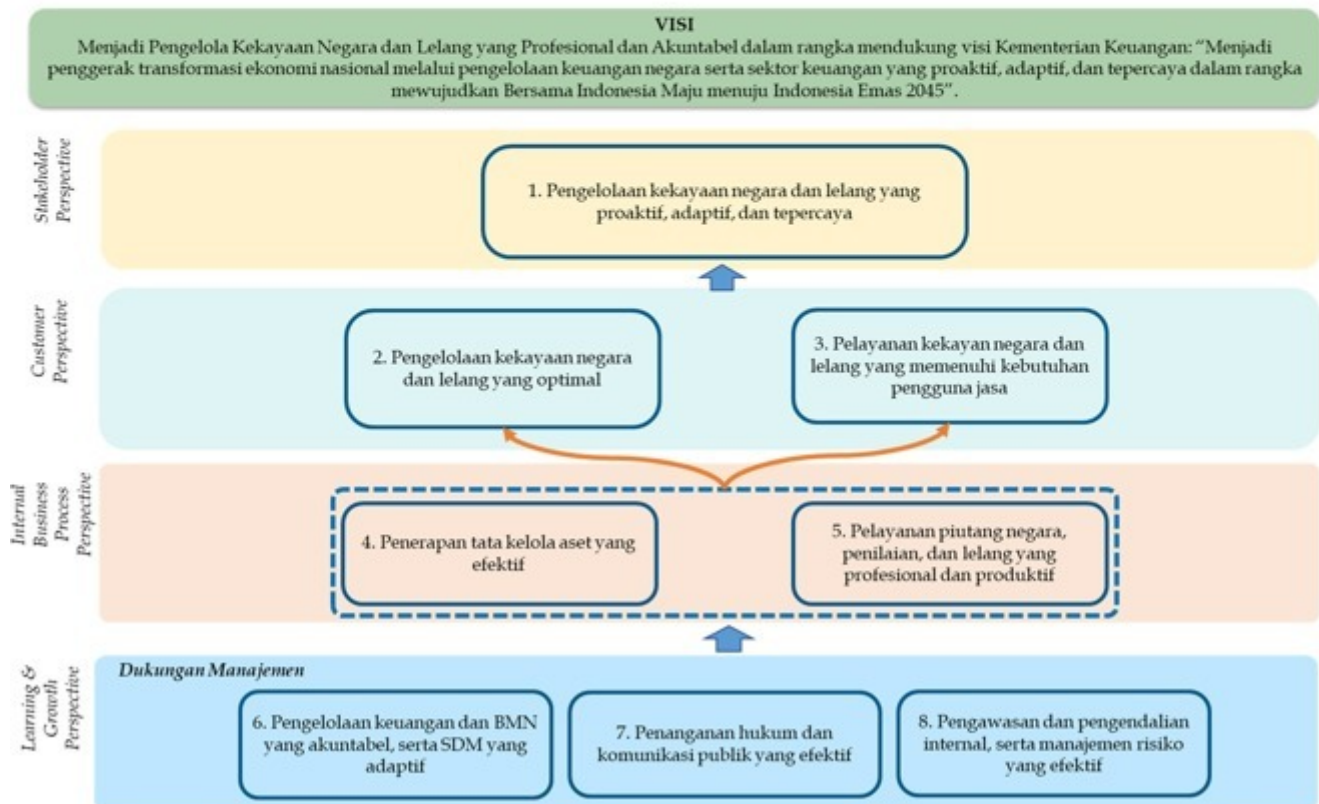 VISI
Menjadi Pengelola Kekayaan Negara dan Lelang yang Profesional dan Akuntabel dalam rangka mendukung visi Kementerian Keuangan: “Menjadi
penggerak transformasi ekonomi nasional melalui pengelolaan keuangan negara serta sektor keuangan yang proaktif, adaptif, dan tepercaya dalam rangka
mewujudkan Bersama Indonesia Maju menuju Indonesia Emas 2045”.
Stakeholder
Perspective
1. Pengelolaan kekayaan negara dan lelang yang
proaktif, adaptif, dan tepercaya
Customer
Perspective
2. Pengelolaan kekayaan negara
dan lelang yang optimal
3. Pelayanan kekayan negara dan
lelang yang memenuhi kebutuhan
pengguna jasa
Internal
Business
Process
Perspective
4. Penerapan tata kelola aset yang
efektif
5. Pelayanan piutang negara,
penilaian, dan lelang yang
profesional dan produktif
Learning &
Growth
Perspective
Dukungan Manajemen
6. Pengelolaan keuangan dan BMN
yang akuntabel, serta SDM yang
adaptif
7. Penanganan hukum dan
komunikasi publik yang efektif
8. Pengawasan dan pengendalian
internal, serta manajemen risiko
yang efektif